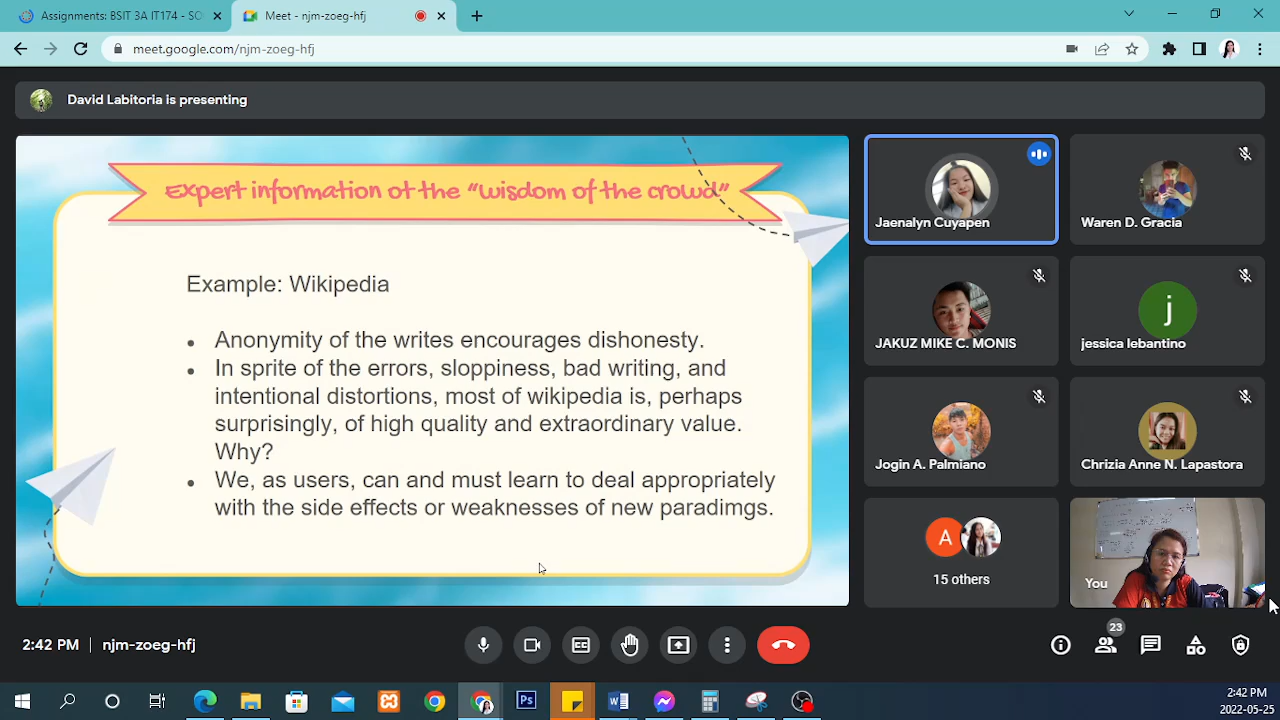 Assignments: BSIT 3A IT174 - SO
Meet - njm-zoeg-hfj
meet.google.com/njm-zoeg-hfj
David Labitoria is presenting
Expert information ot the "wisdom of the crowd"
Example: Wikipedia
Anonymity of the writes encourages dishonesty.
In sprite of the errors, sloppiness, bad writing, and
intentional distortions, most of wikipedia is, perhaps
surprisingly, of high quality and extraordinary value.
Why?
We, as users, can and must learn to deal appropriately
with the side effects or weaknesses of new paradimgs.
Jaenalyn Cuyapen
Waren D. Gracia
JAKUZ MIKE C. MONIS
j
jessica lebantino
Jogin A. Palmiano
Chrizia Anne N. Lapastora
A
15 others
You
2:42 PM | njm-zoeg-hfj
23
Ps
2:42 PM
2022-05-25